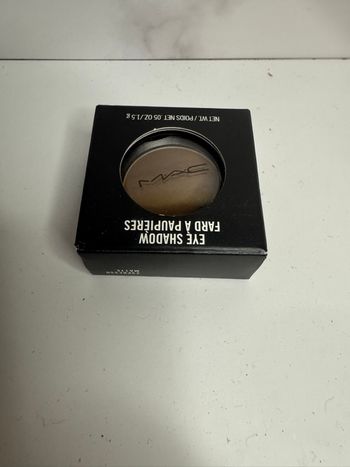 EYE SHADOW
FARD À PAUPIÈRES
MAC
NET WT. / POIDS NET .05 OZ / 1.5 g